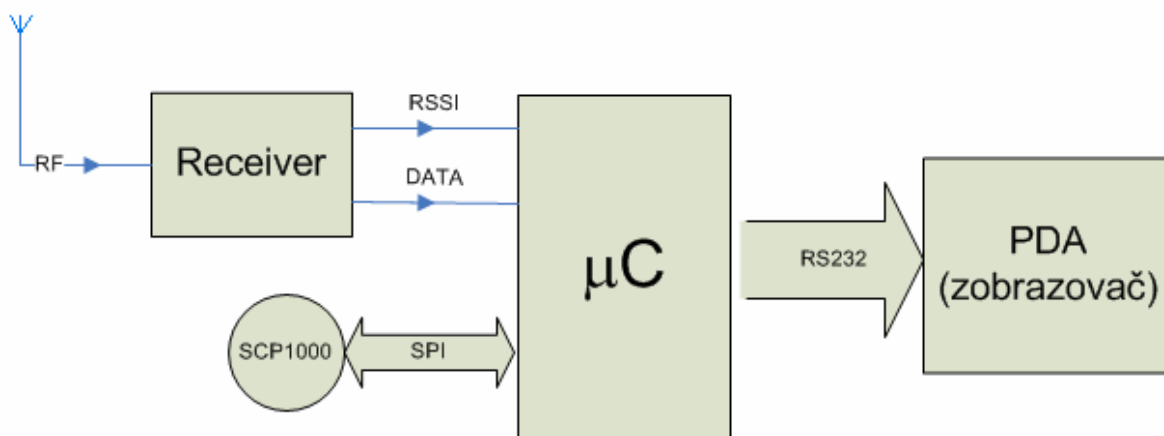 RF
Receiver
RSSI
DATA
SCP1000
SPI
μC
RS232
PDA
(zobrazovač)